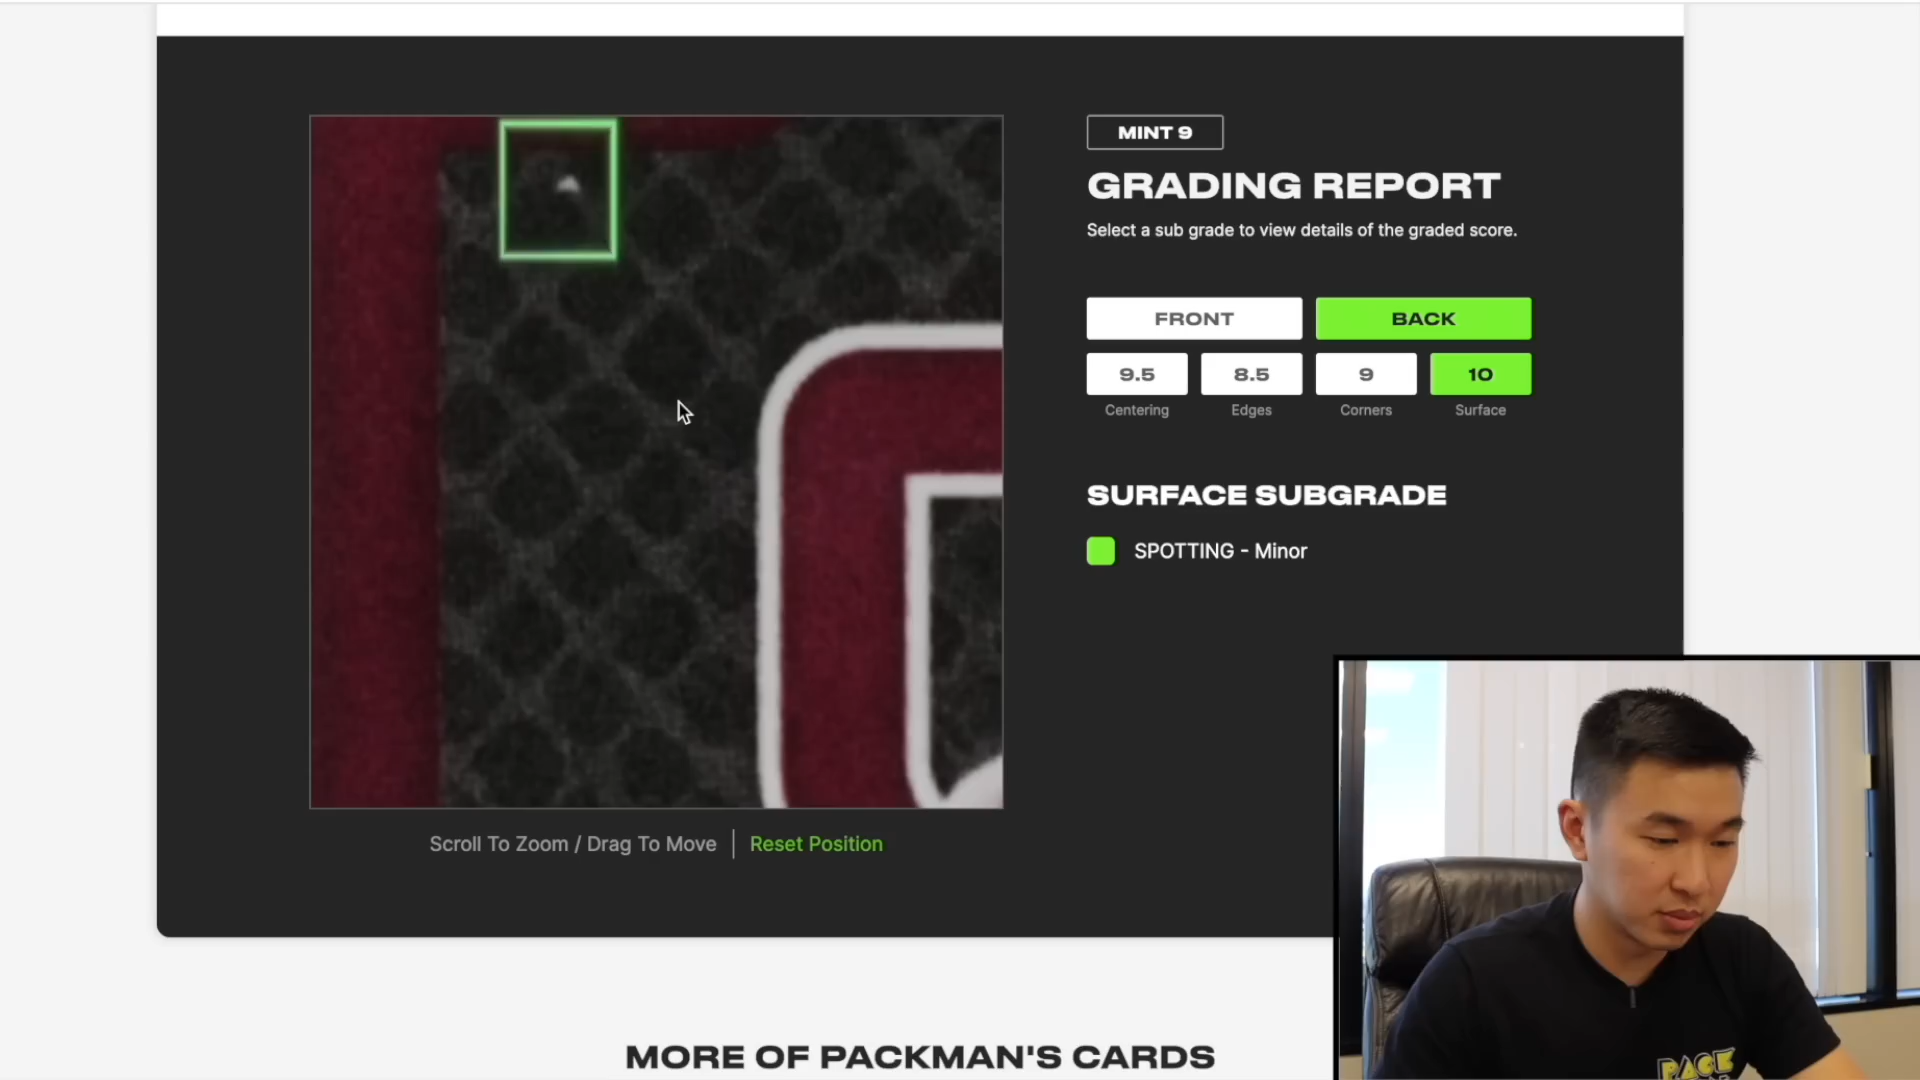 MINT 9
GRADING REPORT
Select a sub grade to view details of the graded score.
FRONT
BACK
9.5
8.5
9
10
Centering
Edges
Corners
Surface
SURFACE SUBGRADE
SPOTTING - Minor
Scroll To Zoom / Drag To Move
Reset Position
MORE OF PACKMAN'S CARDS
PACK